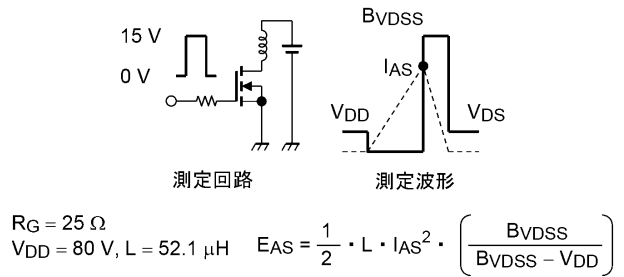 15 V
0 V
測定回路
BVDSS
IAS
VDD
VDS
測定波形
RG = 25 Ω
VDD = 80 V, L = 52.1 μH
EAS = 1/2 ・ L ・ IAS² ・ ( BVDSS / BVDSS − VDD )